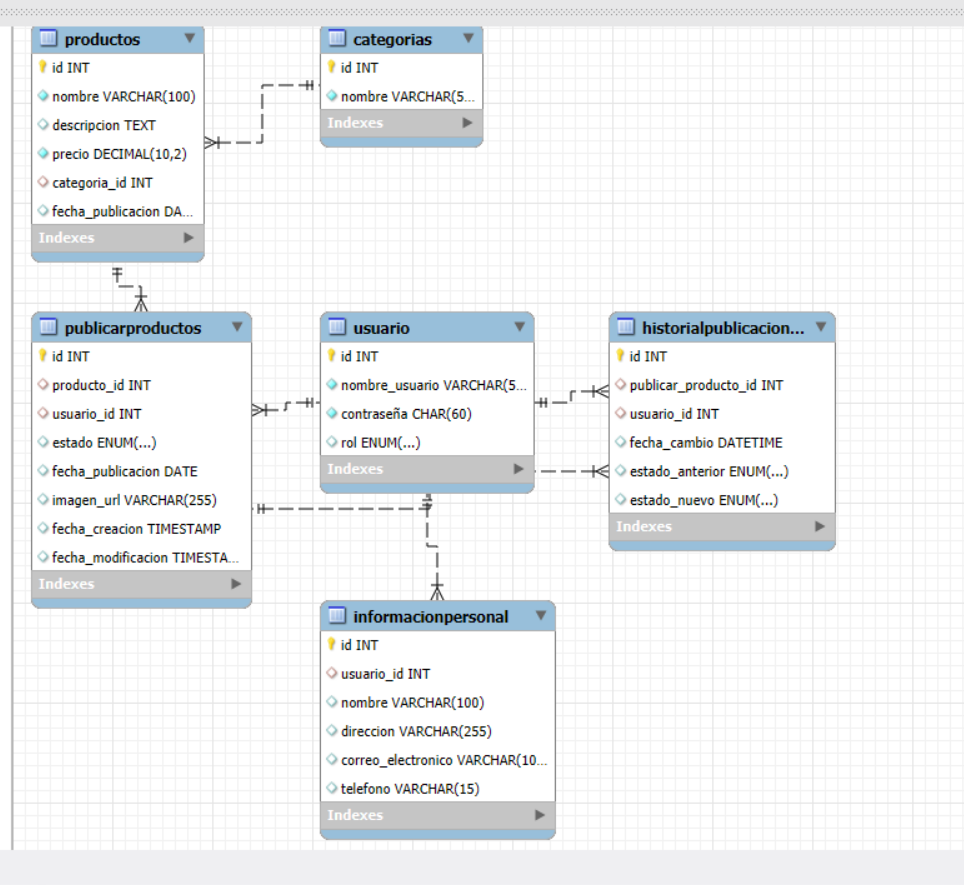 productos
id INT
nombre VARCHAR(100)
descripcion TEXT
precio DECIMAL(10,2)
categoria_id INT
fecha_publicacion DA...
Indexes
categorias
id INT
nombre VARCHAR(5...
Indexes
publicarproductos
id INT
producto_id INT
usuario_id INT
estado ENUM(...)
fecha_publicacion DATE
imagen_url VARCHAR(255)
fecha_creacion TIMESTAMP
fecha_modificacion TIMESTA...
Indexes
usuario
id INT
nombre_usuario VARCHAR(5...
contraseña CHAR(60)
rol ENUM(...)
Indexes
historialpublicacion...
id INT
publicar_producto_id INT
usuario_id INT
fecha_cambio DATETIME
estado_anterior ENUM(...)
estado_nuevo ENUM(...)
Indexes
informacionpersonal
id INT
usuario_id INT
nombre VARCHAR(100)
direccion VARCHAR(255)
correo_electronico VARCHAR(10...
telefono VARCHAR(15)
Indexes